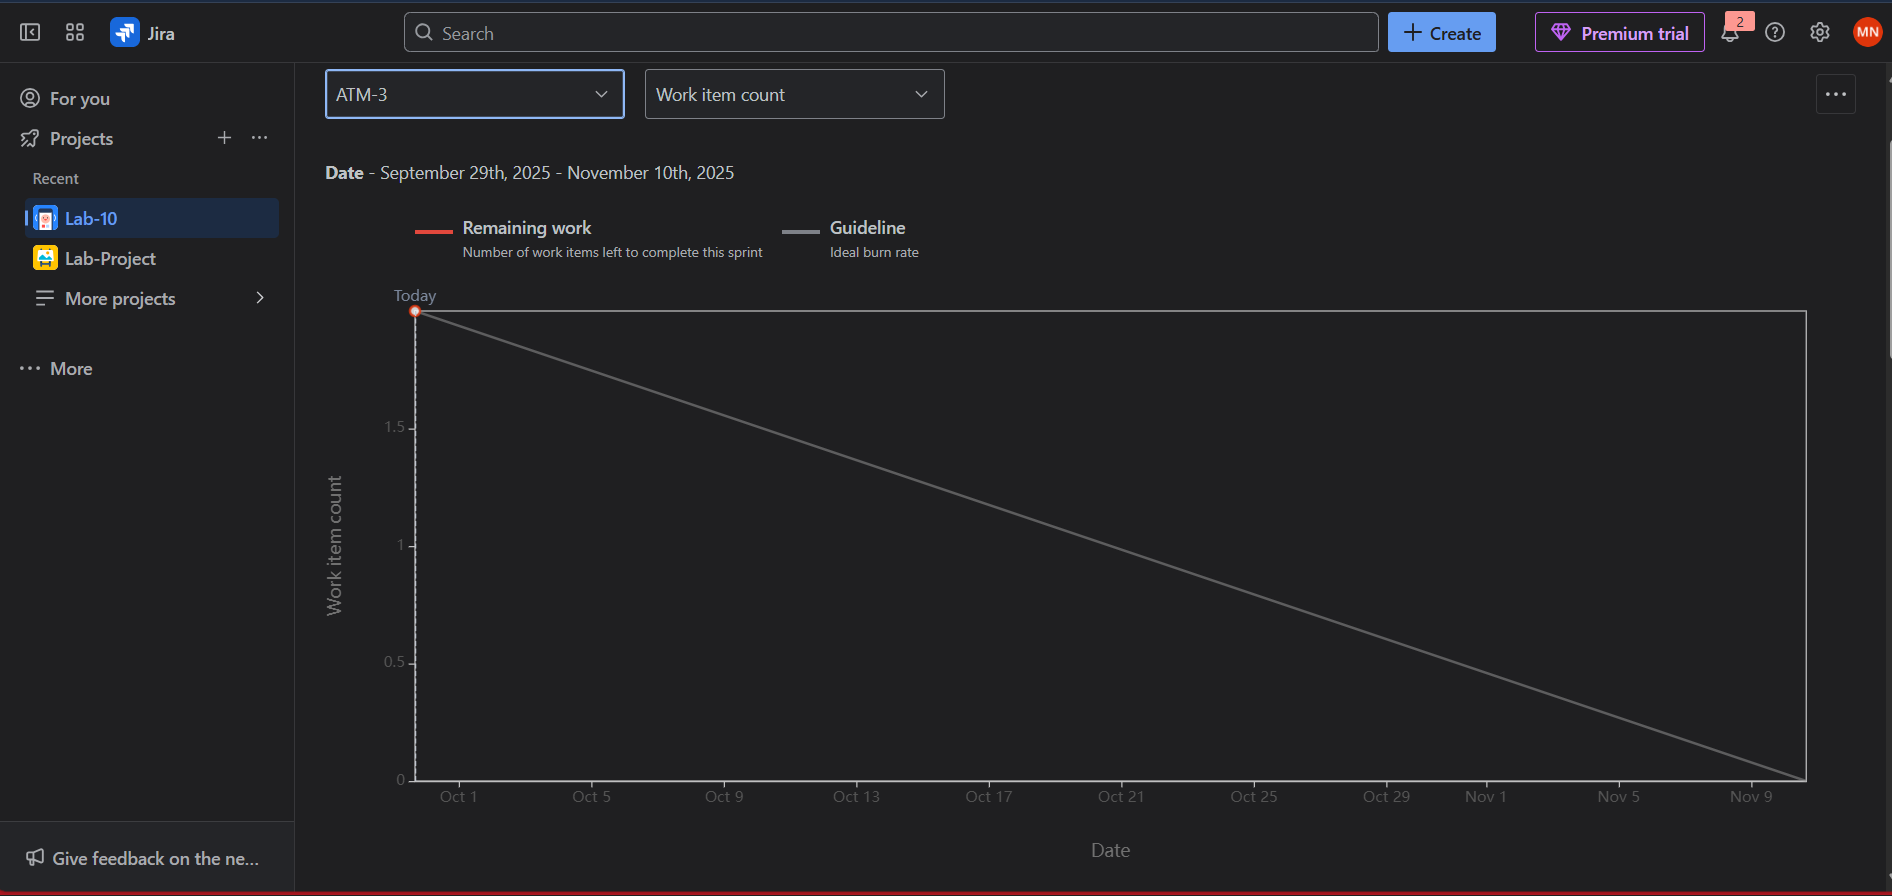 Jira
Search
+ Create
Premium trial
2
MN
For you
Projects
Recent
Lab-10
Lab-Project
More projects
More
Give feedback on the ne...
ATM-3
Work item count
Date - September 29th, 2025 - November 10th, 2025
Remaining work
Number of work items left to complete this sprint
Guideline
Ideal burn rate
Today
1.5
1
0.5
0
Work item count
Oct 1 Oct 5 Oct 9 Oct 13 Oct 17 Oct 21 Oct 25 Oct 29 Nov 1 Nov 5 Nov 9
Date